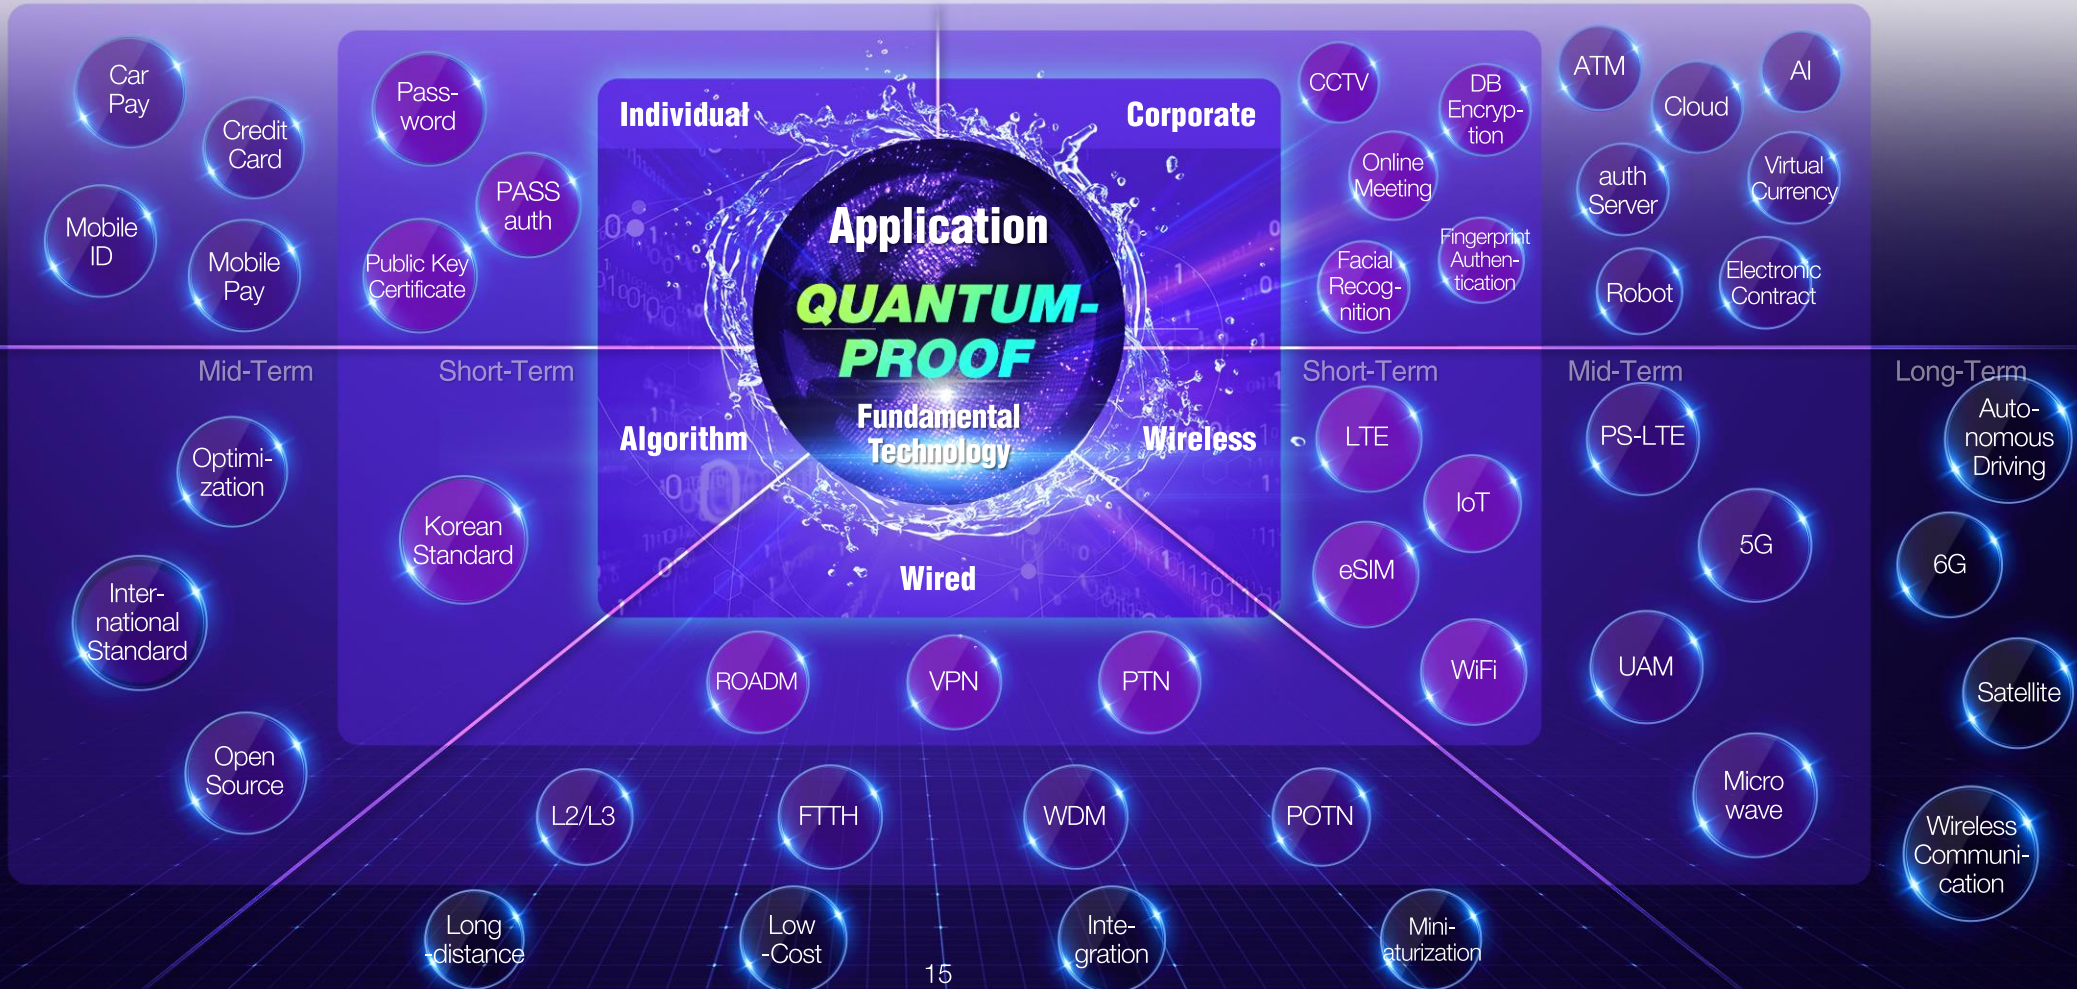 Car
Pay
Credit
Card
Mobile
ID
Mobile
Pay
Pass-
word
PASS
auth
Public Key
Certificate
Individual
Corporate
Application
QUANTUM-
PROOF
Fundamental
Technology
Algorithm
Wireless
Wired
CCTV
DB
Encryp-
tion
Online
Meeting
Facial
Recog-
nition
Fingerprint
Authen-
tication
ATM
Cloud
AI
auth
Server
Virtual
Currency
Robot
Electronic
Contract
Mid-Term
Short-Term
Short-Term
Mid-Term
Long-Term
Optimi-
zation
Inter-
national
Standard
Open
Source
Korean
Standard
LTE
IoT
eSIM
WiFi
PS-LTE
5G
UAM
Micro
wave
Auto-
nomous
Driving
6G
Satellite
Wireless
Communi-
cation
ROADM
VPN
PTN
L2/L3
FTTH
WDM
POTN
Long
-distance
Low
-Cost
Inte-
gration
Mini-
aturization
15